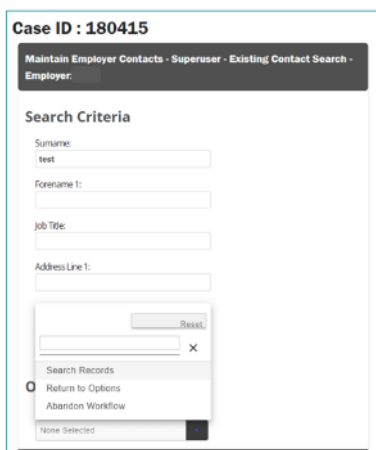 Case ID : 180415
Maintain Employer Contacts - Superuser - Existing Contact Search -
Employer:
Search Criteria
Surname:
test
Forename 1:
Job Title:
Address Line 1:
Reset
×
Search Records
O
Return to Options
Abandon Workflow
None Selected